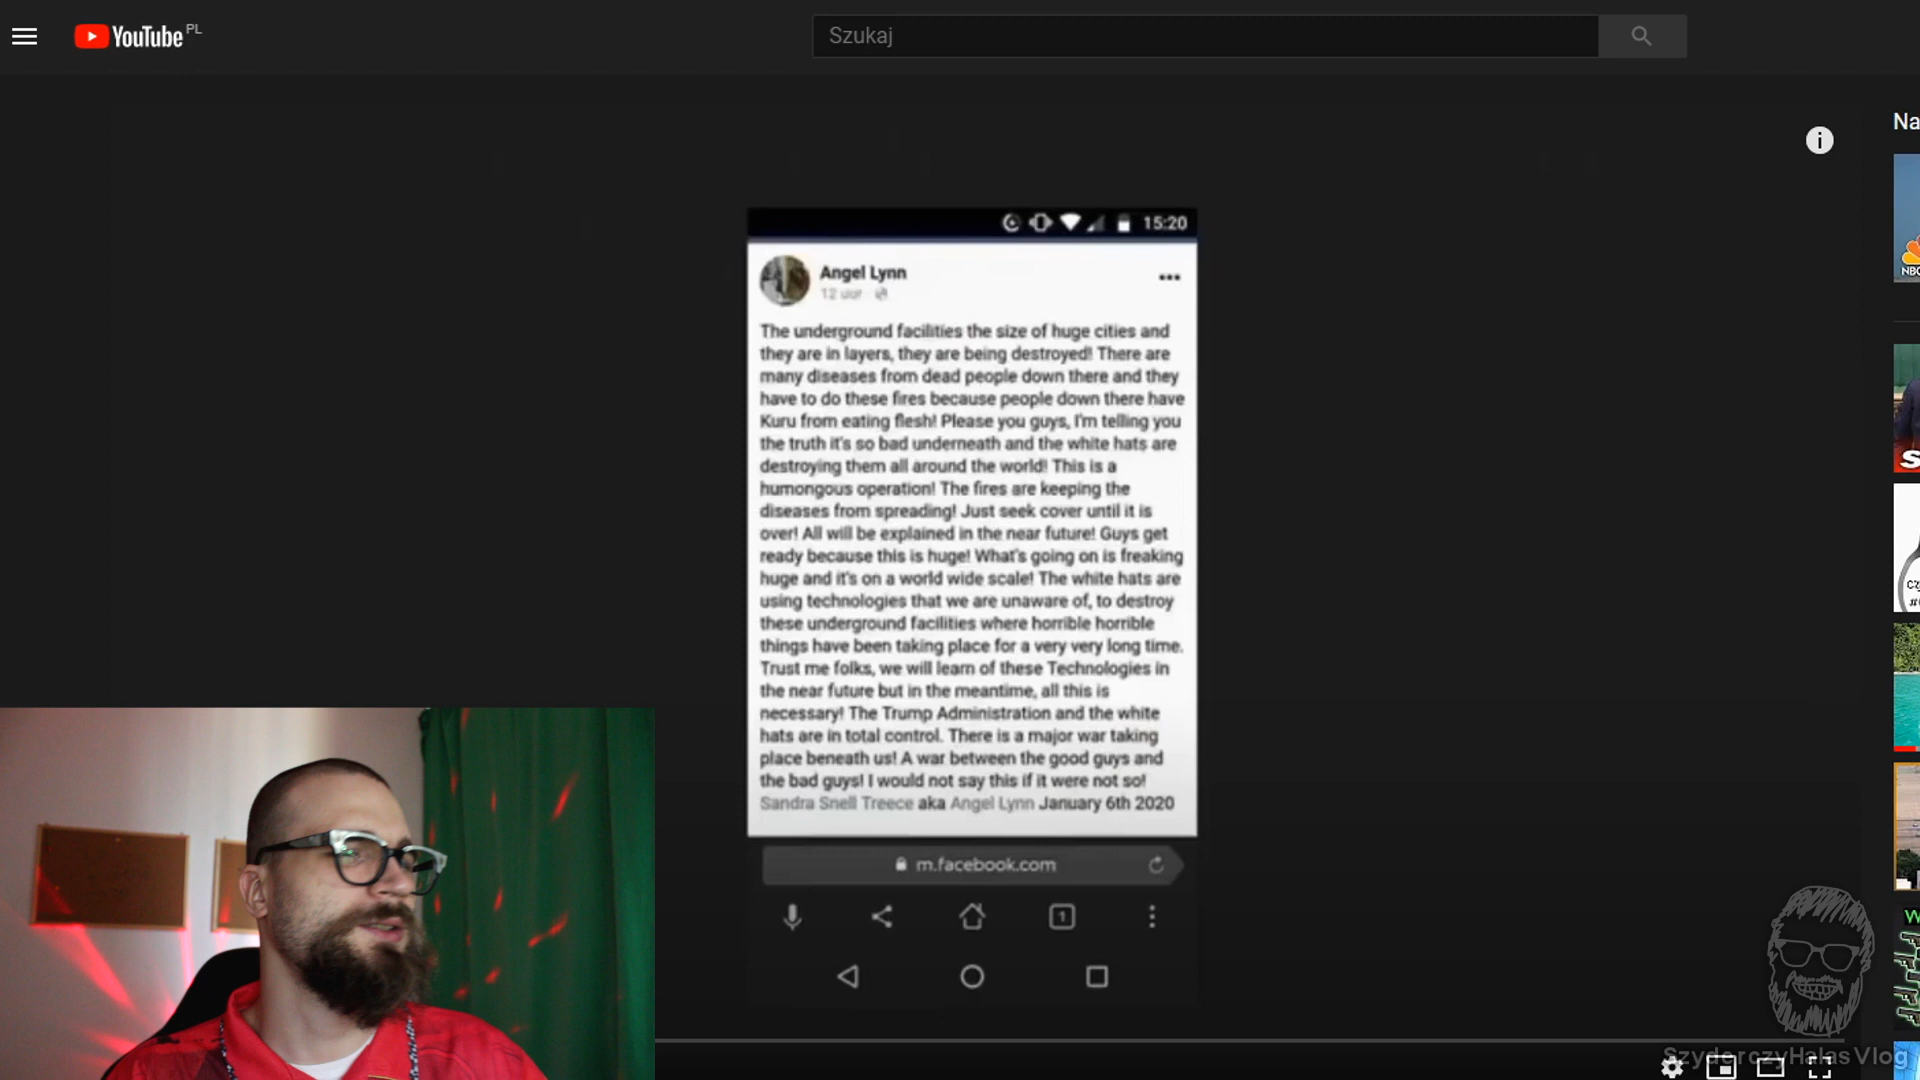 YouTube PL
Szukaj
Na
15:20
Angel Lynn
12 uur
The underground facilities the size of huge cities and
they are in layers, they are being destroyed! There are
many diseases from dead people down there and they
have to do these fires because people down there have
Kuru from eating flesh! Please you guys, I'm telling you
the truth it's so bad underneath and the white hats are
destroying them all around the world! This is a
humongous operation! The fires are keeping the
diseases from spreading! Just seek cover until it is
over! All will be explained in the near future! Guys get
ready because this is huge! What's going on is freaking
huge and it's on a world wide scale! The white hats are
using technologies that we are unaware of, to destroy
these underground facilities where horrible horrible
things have been taking place for a very very long time.
Trust me folks, we will learn of these Technologies in
the near future but in the meantime, all this is
necessary! The Trump Administration and the white
hats are in total control. There is a major war taking
place beneath us! A war between the good guys and
the bad guys! I would not say this if it were not so!
Sandra Snell Treece aka Angel Lynn January 6th 2020
m.facebook.com
1
NBC
S
W
SzyderczyHalasVlog